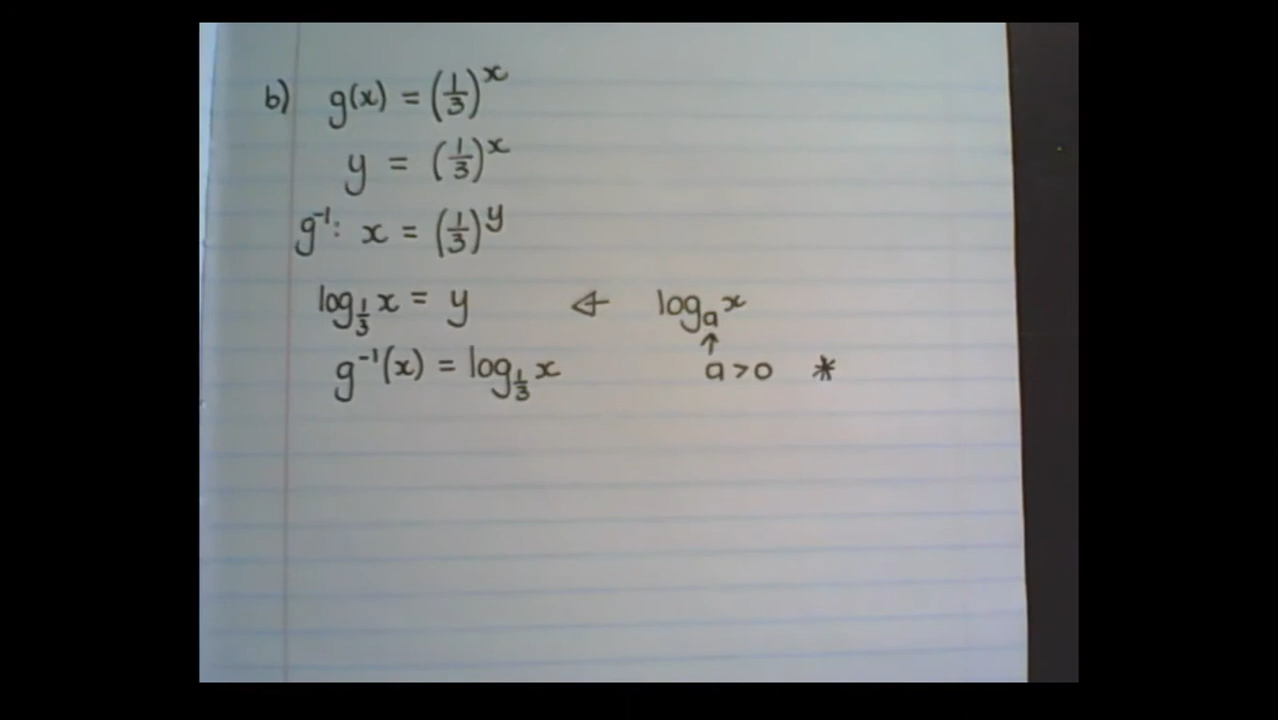 b) g(x) = (1/3)^x
y = (1/3)^x
g⁻¹: x = (1/3)^y
log_{1/3} x = y ⋖ log_a x
↑
g⁻¹(x) = log_{1/3} x a > 0 *